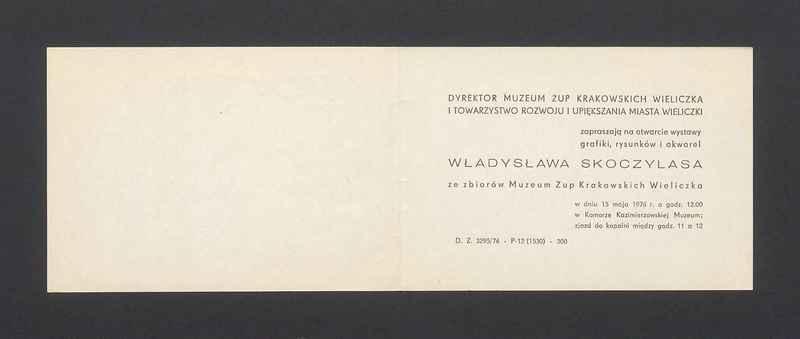 DYREKTOR MUZEUM ŻUP KRAKOWSKICH WIELICZKA
I TOWARZYSTWO ROZWOJU I UPIĘKSZANIA MIASTA WIELICZKI
zapraszają na otwarcie wystawy
grafiki, rysunków i akwarel
WŁADYSŁAWA SKOCZYLASA
ze zbiorów Muzeum Żup Krakowskich Wieliczka
w dniu 15 maja 1976 r. o godz. 12.00
w Komorze Kazimierzowskiej Muzeum;
zjazd do kopalni między godz. 11 a 12
D. Z. 3295/76 - P-12 (1530) - 300